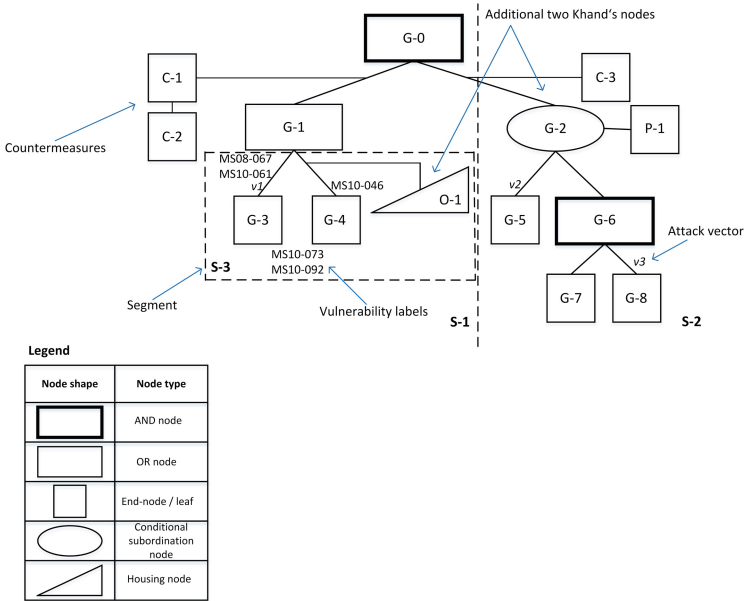 Additional two Khand's nodes
G-0
C-1
C-3
C-2
G-1
G-2
P-1
Countermeasures
MS08-067
MS10-061
v1
MS10-046
v2
O-1
G-3
G-4
G-5
G-6
MS10-073
MS10-092
S-3
Attack vector
v3
Segment
Vulnerability labels
G-7
G-8
S-1
S-2
Legend
Node shape
Node type
AND node
OR node
End-node / leaf
Conditional
subordination
node
Housing node